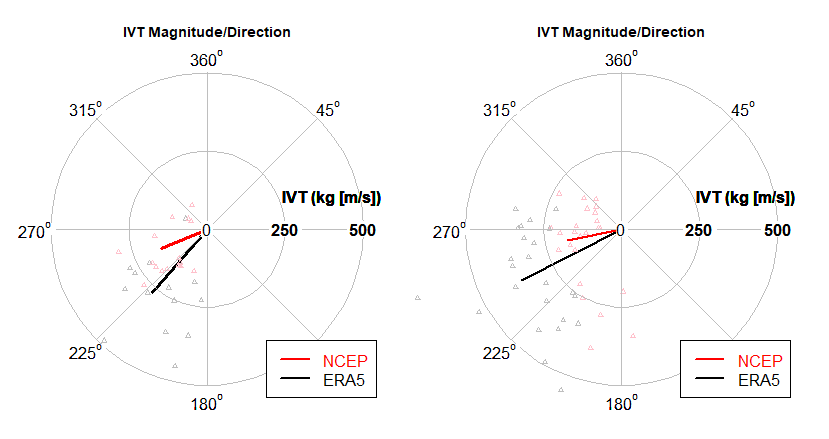 IVT Magnitude/Direction
360°
315°
45°
IVT (kg [m/s])
270°
0
250
500
225°
180°
NCEP
ERA5
IVT Magnitude/Direction
360°
315°
45°
IVT (kg [m/s])
270°
0
250
500
225°
180°
NCEP
ERA5